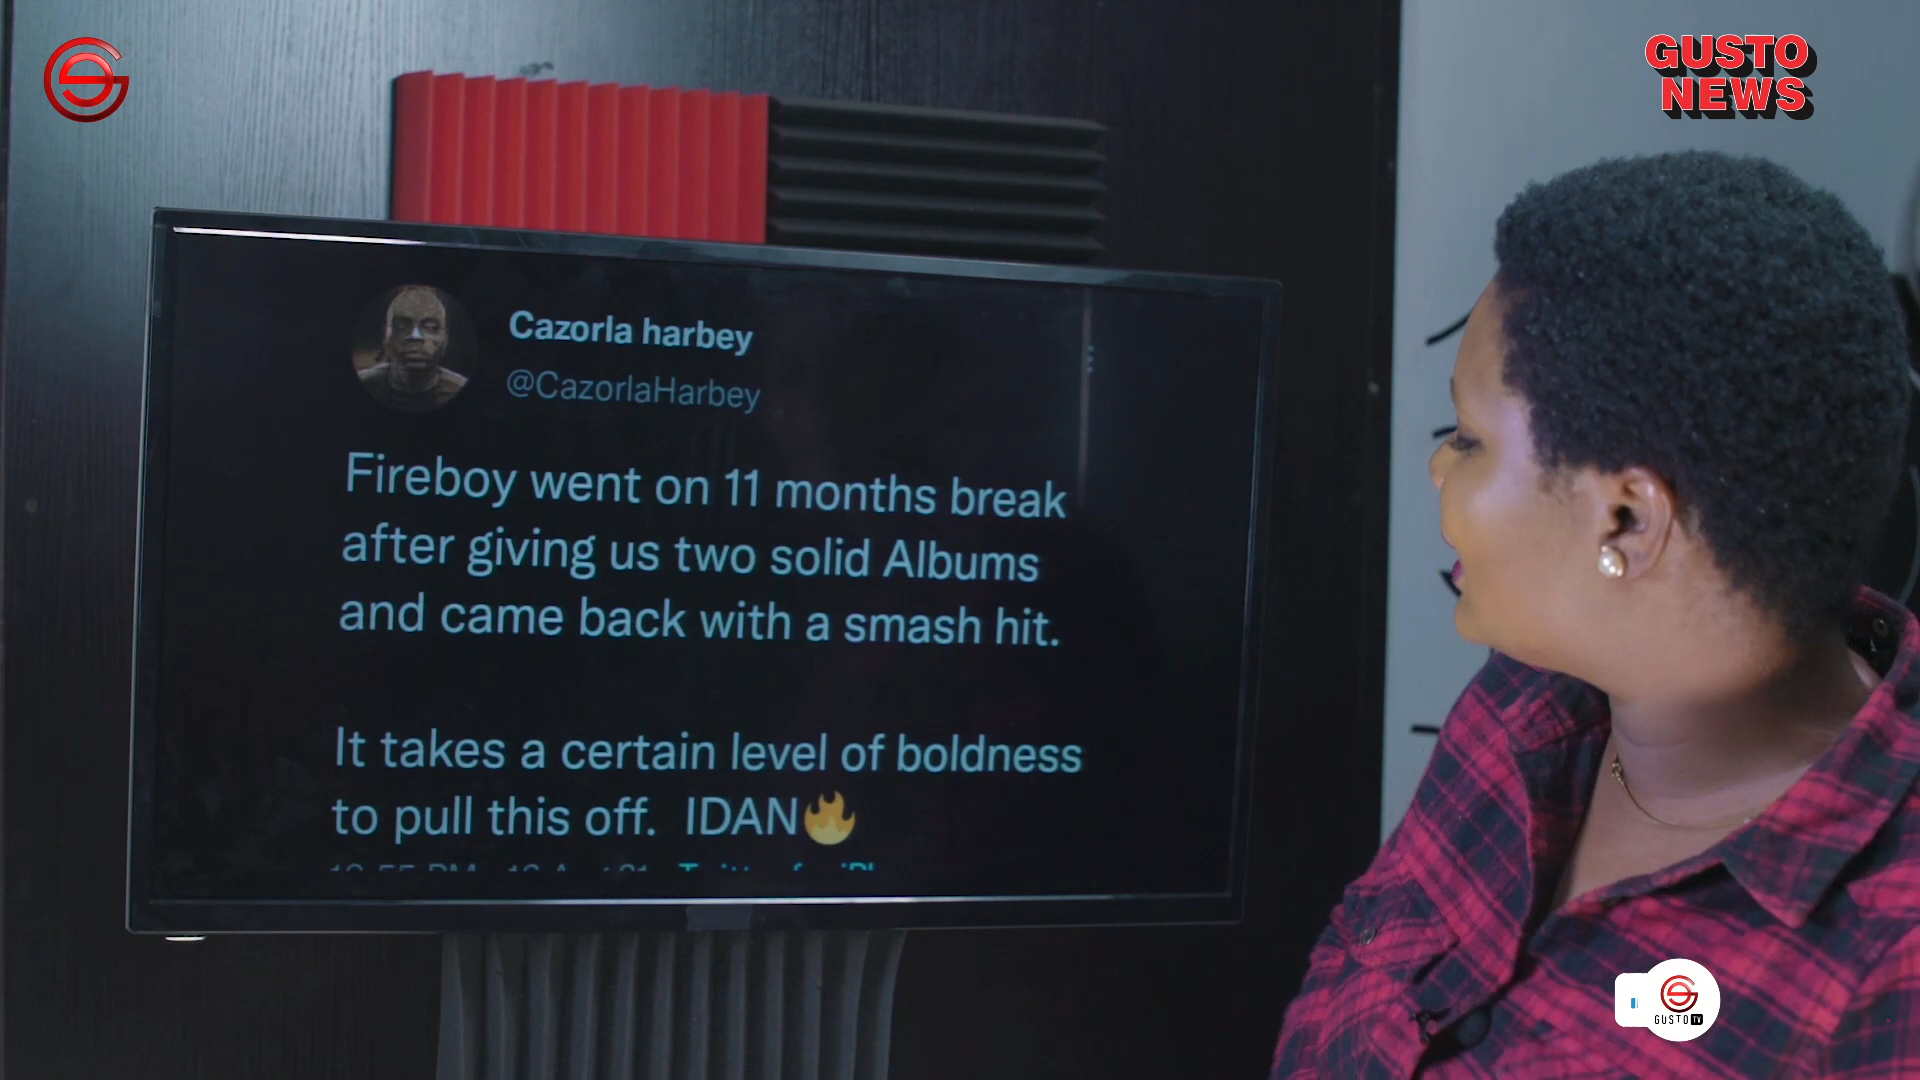 GUSTO
NEWS
Cazorla harbey
@CazorlaHarbey
Fireboy went on 11 months break
after giving us two solid Albums
and came back with a smash hit.
It takes a certain level of boldness
to pull this off. IDAN🔥
GUSTO TV